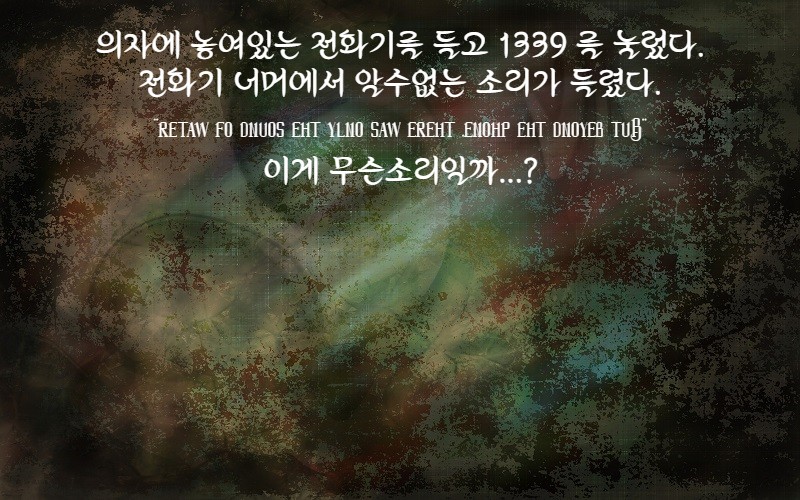 의자에 놓여있는 전화기를 들고 1339 를 눌렀다.
전화기 너머에서 알수없는 소리가 들렸다.
"RETAW FO DNUOS EHT YLNO SAW EREHT ,ENOHP EHT DNOYEB TUB"
이게 무슨소리일까...?